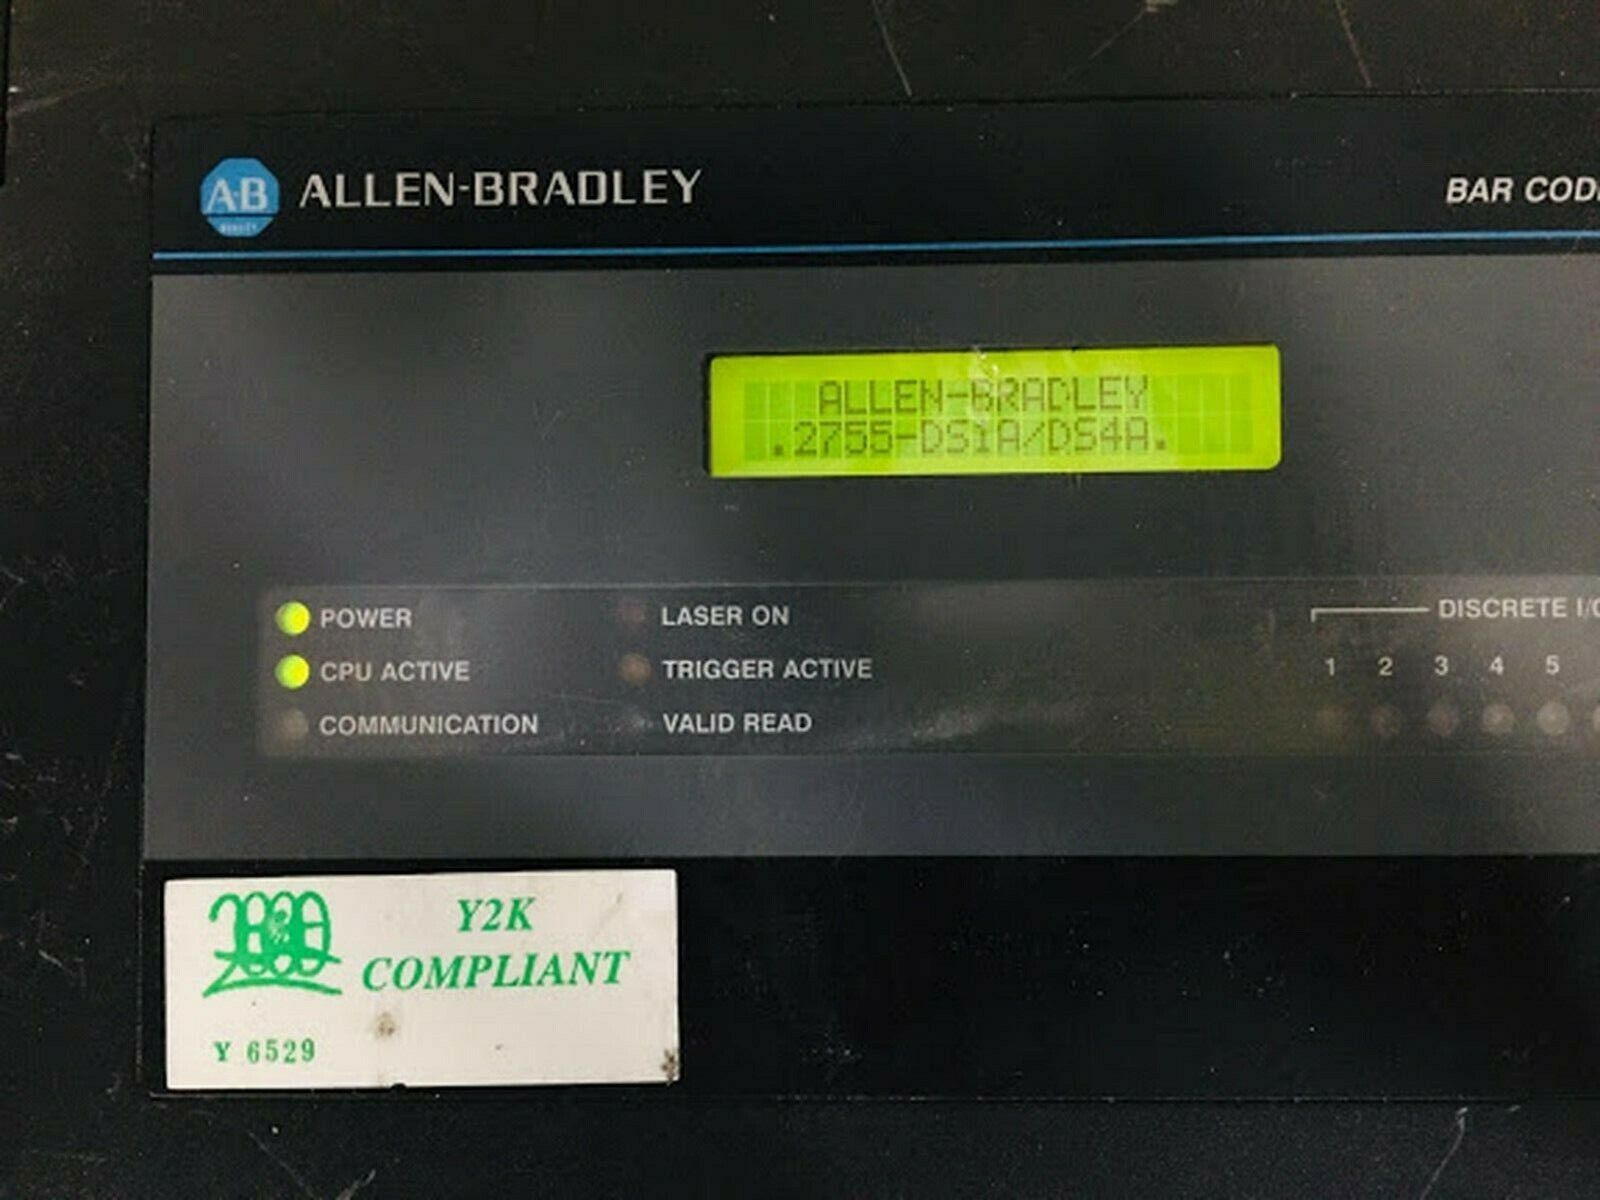 A-B
ALLEN-BRADLEY
BAR COD
ALLEN-BRADLEY
.2755-DS1A/DS4A.
POWER
LASER ON
DISCRETE I/O
CPU ACTIVE
TRIGGER ACTIVE
1 2 3 4 5
COMMUNICATION
VALID READ
2000
Y2K
COMPLIANT
Y 6529